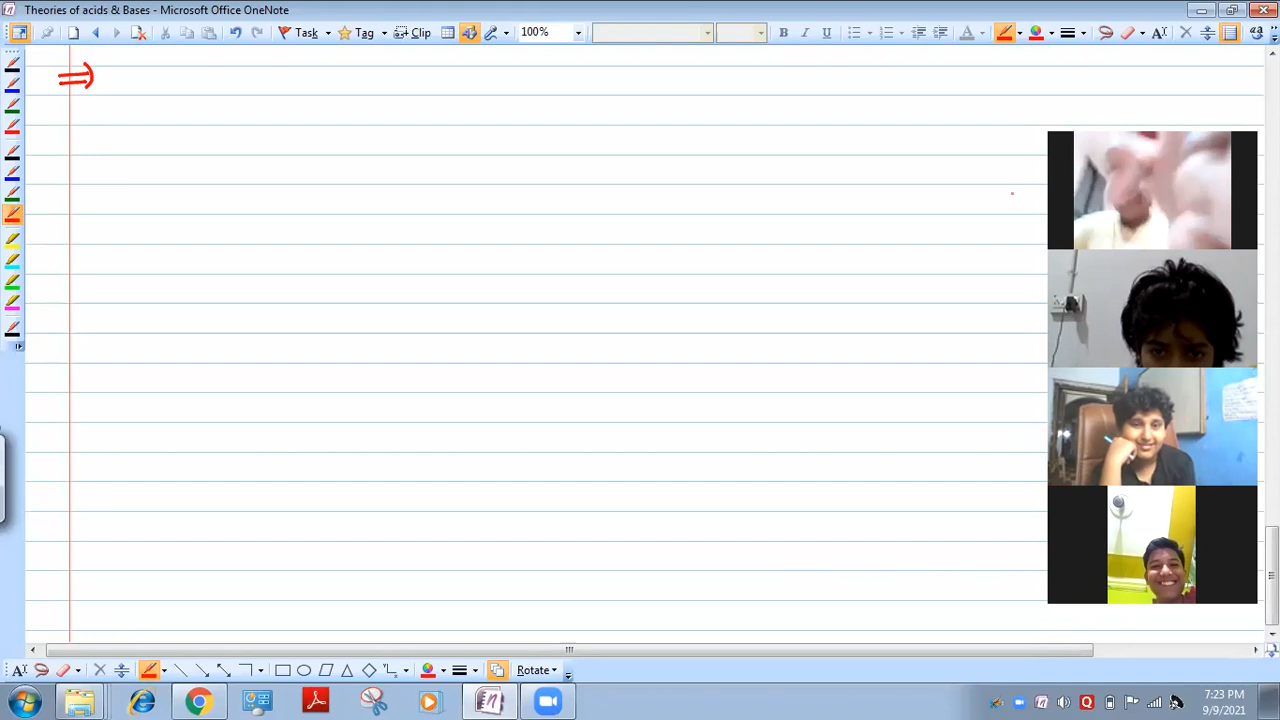 Theories of acids & Bases - Microsoft Office OneNote
Task Tag Clip 100% B I U
⇒
Rotate
7:23 PM
9/9/2021